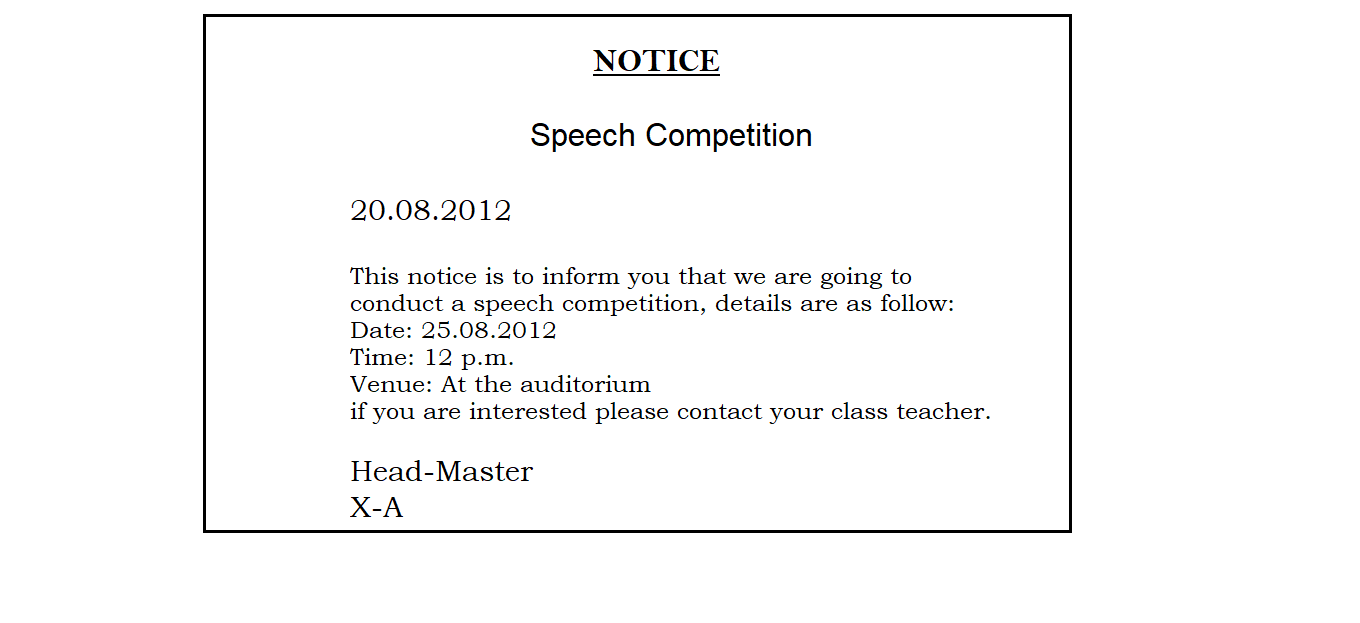 NOTICE
Speech Competition
20.08.2012
This notice is to inform you that we are going to
conduct a speech competition, details are as follow:
Date: 25.08.2012
Time: 12 p.m.
Venue: At the auditorium
if you are interested please contact your class teacher.
Head-Master
X-A